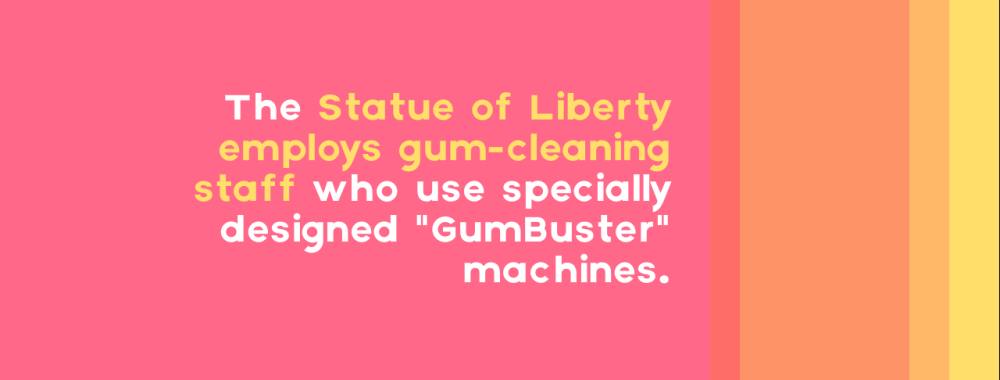 The Statue of Liberty
employs gum-cleaning
staff who use specially
designed "GumBuster"
machines.